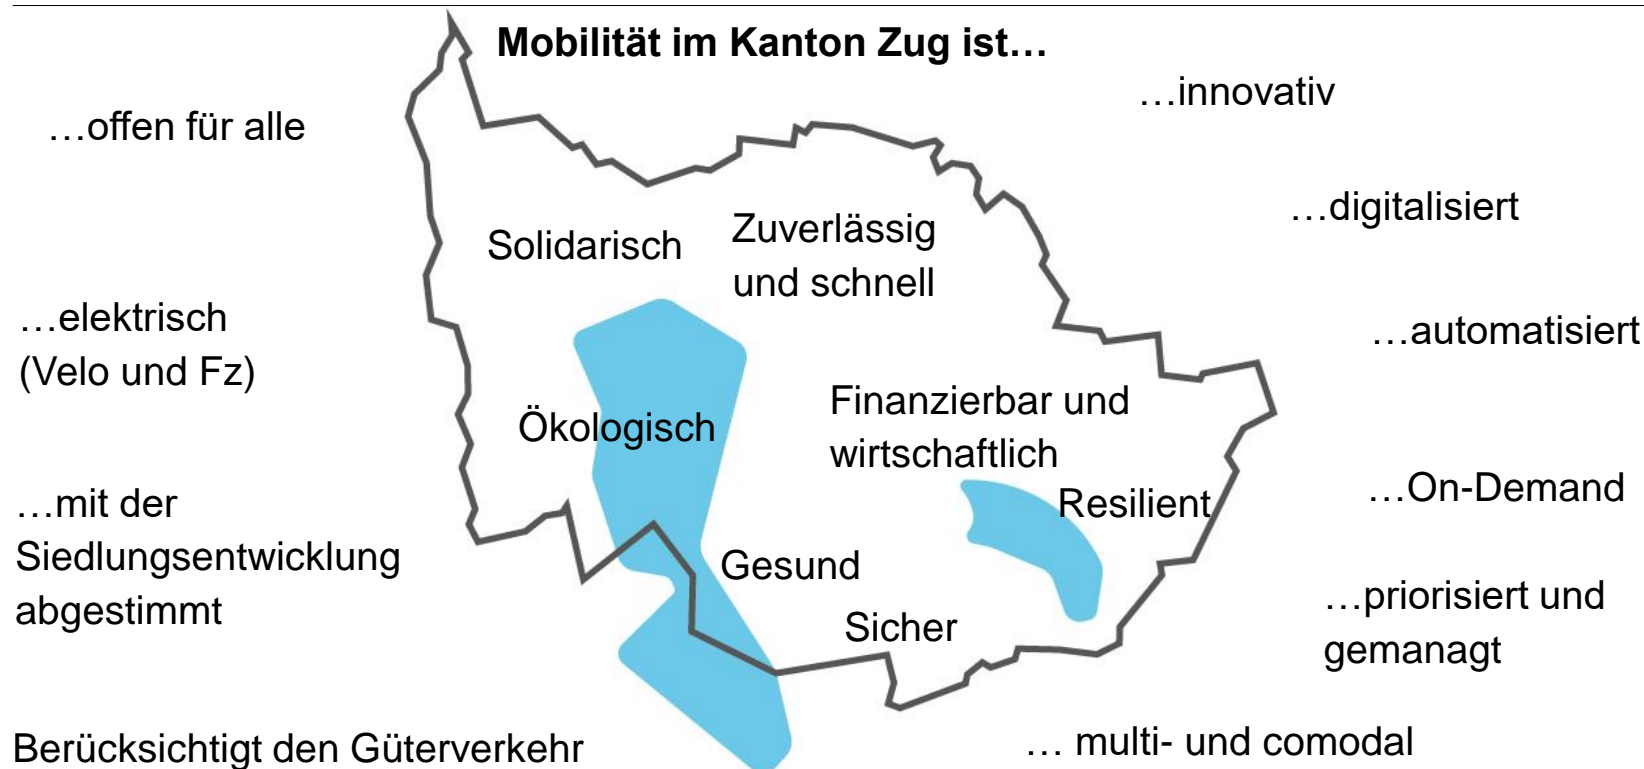 Mobilität im Kanton Zug ist…
…offen für alle
…elektrisch
(Velo und Fz)
…mit der
Siedlungsentwicklung
abgestimmt
Berücksichtigt den Güterverkehr
Solidarisch
Zuverlässig
und schnell
Ökologisch
Finanzierbar und
wirtschaftlich
Resilient
Gesund
Sicher
…innovativ
…digitalisiert
…automatisiert
…On-Demand
…priorisiert und
gemanagt
… multi- und comodal